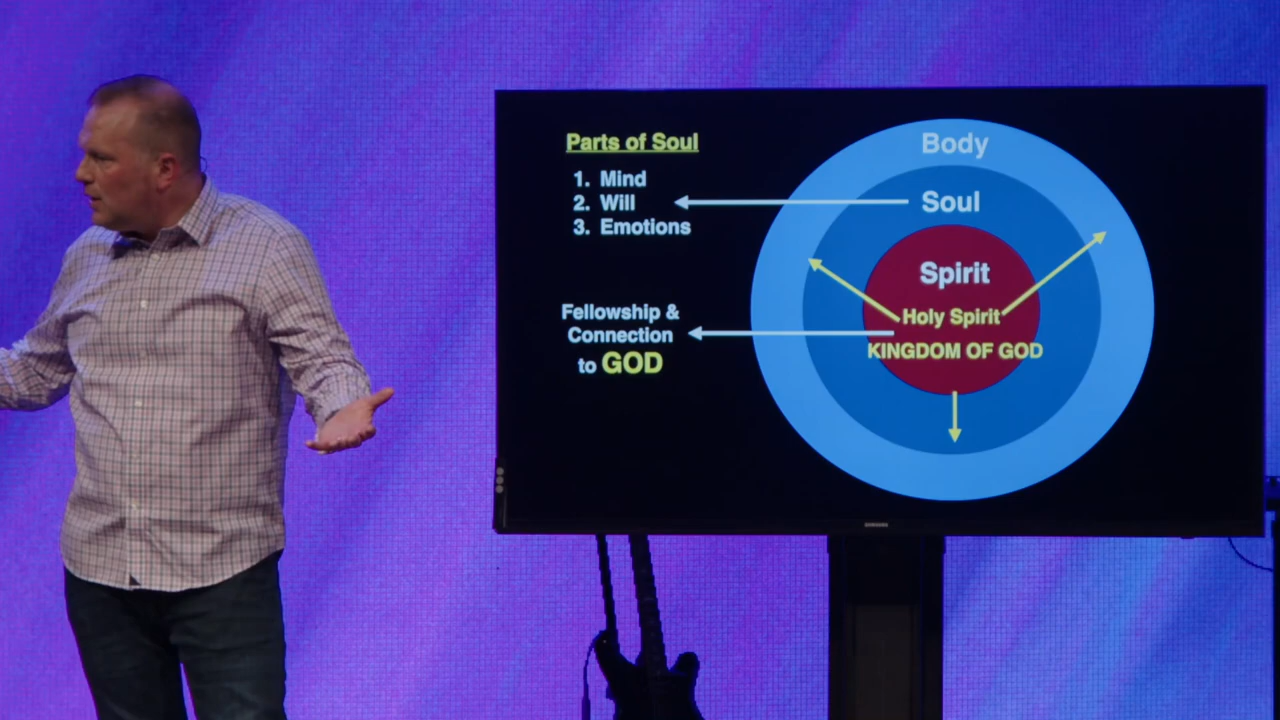 Parts of Soul
1. Mind
2. Will
3. Emotions
Fellowship &
Connection
to GOD
Body
Soul
Spirit
Holy Spirit
KINGDOM OF GOD
SAMSUNG